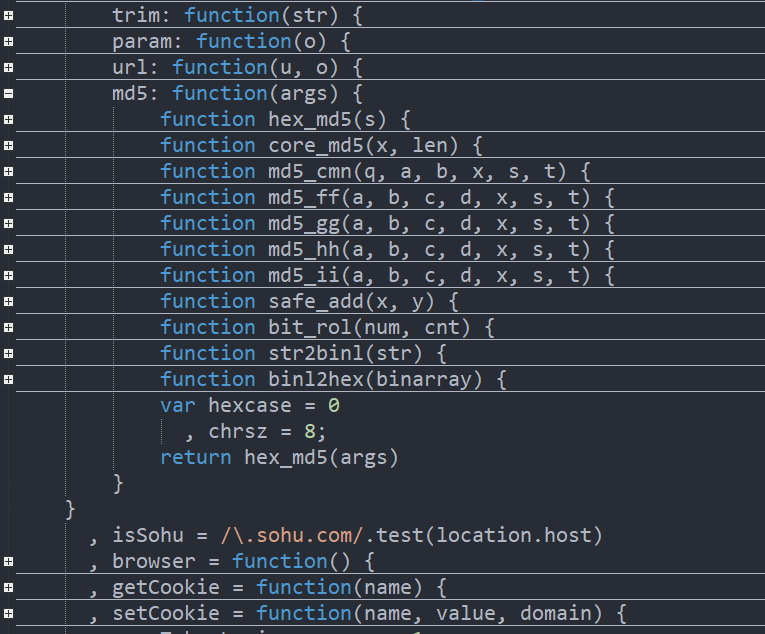 trim: function(str) {
param: function(o) {
url: function(u, o) {
md5: function(args) {
function hex_md5(s) {
function core_md5(x, len) {
function md5_cmn(q, a, b, x, s, t) {
function md5_ff(a, b, c, d, x, s, t) {
function md5_gg(a, b, c, d, x, s, t) {
function md5_hh(a, b, c, d, x, s, t) {
function md5_ii(a, b, c, d, x, s, t) {
function safe_add(x, y) {
function bit_rol(num, cnt) {
function str2binl(str) {
function binl2hex(binarray) {
var hexcase = 0
, chrsz = 8;
return hex_md5(args)
}
}
, isSohu = /\.sohu.com/.test(location.host)
, browser = function() {
, getCookie = function(name) {
, setCookie = function(name, value, domain) {